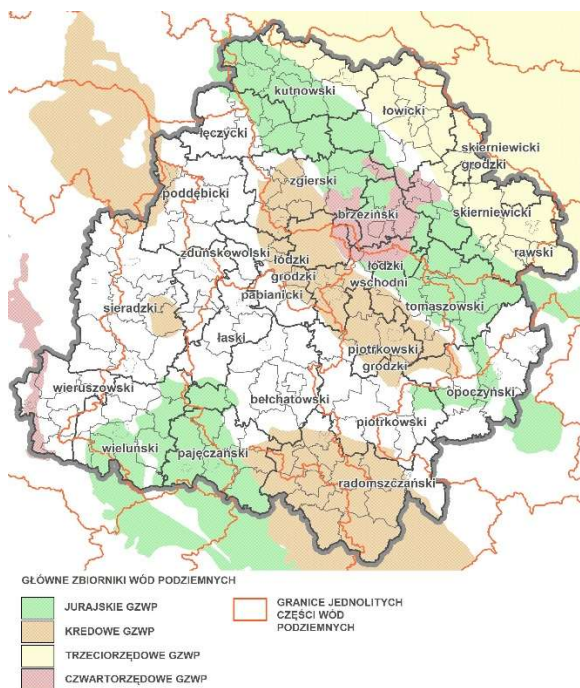 kutnowski
łowicki
łęczycki
skierniewicki
grodzki
zgierski
poddębicki
brzeziński
skierniewicki
rawski
zduńskowolski
łódzki
grodzki
łódzki
wschodni
pabianicki
tomaszowski
sieradzki
łaski
piotrkowski
grodzki
wieruszowski
bełchatowski
opoczyński
piotrkowski
wieluński
pajęczański
radomszczański
GŁÓWNE ZBIORNIKI WÓD PODZIEMNYCH
JURAJSKIE GZWP
KREDOWE GZWP
TRZECIORZĘDOWE GZWP
CZWARTORZĘDOWE GZWP
GRANICE JEDNOLITYCH
CZĘŚCI WÓD
PODZIEMNYCH